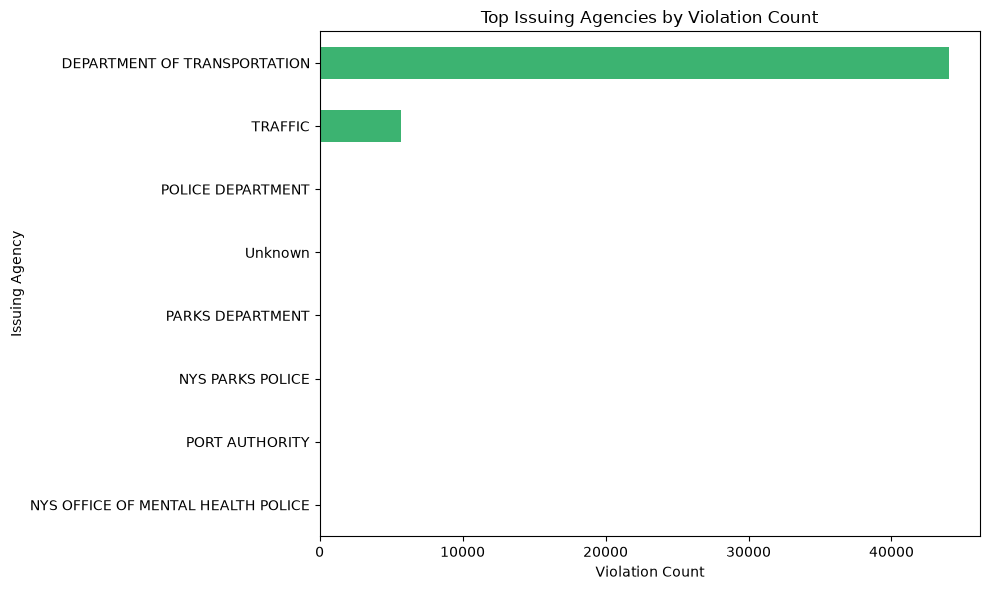 Top Issuing Agencies by Violation Count
DEPARTMENT OF TRANSPORTATION
TRAFFIC
POLICE DEPARTMENT
Unknown
PARKS DEPARTMENT
NYS PARKS POLICE
PORT AUTHORITY
NYS OFFICE OF MENTAL HEALTH POLICE
Issuing Agency
0 10000 20000 30000 40000
Violation Count